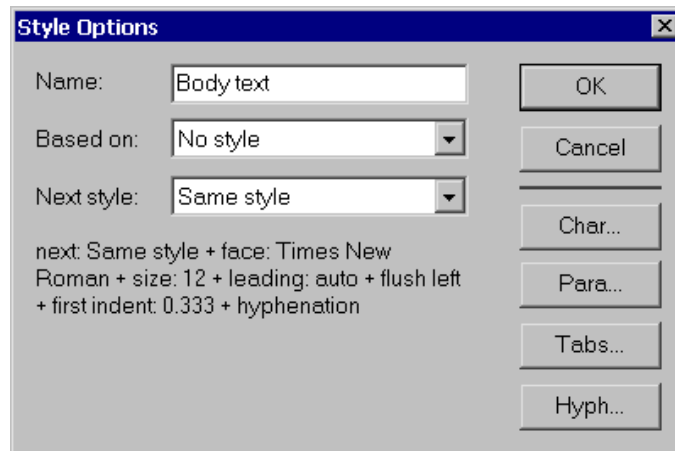 Style Options
Name: Body text
OK
Based on: No style
Cancel
Next style: Same style
Char...
next: Same style + face: Times New
Roman + size: 12 + leading: auto + flush left
+ first indent: 0.333 + hyphenation
Para...
Tabs...
Hyph...